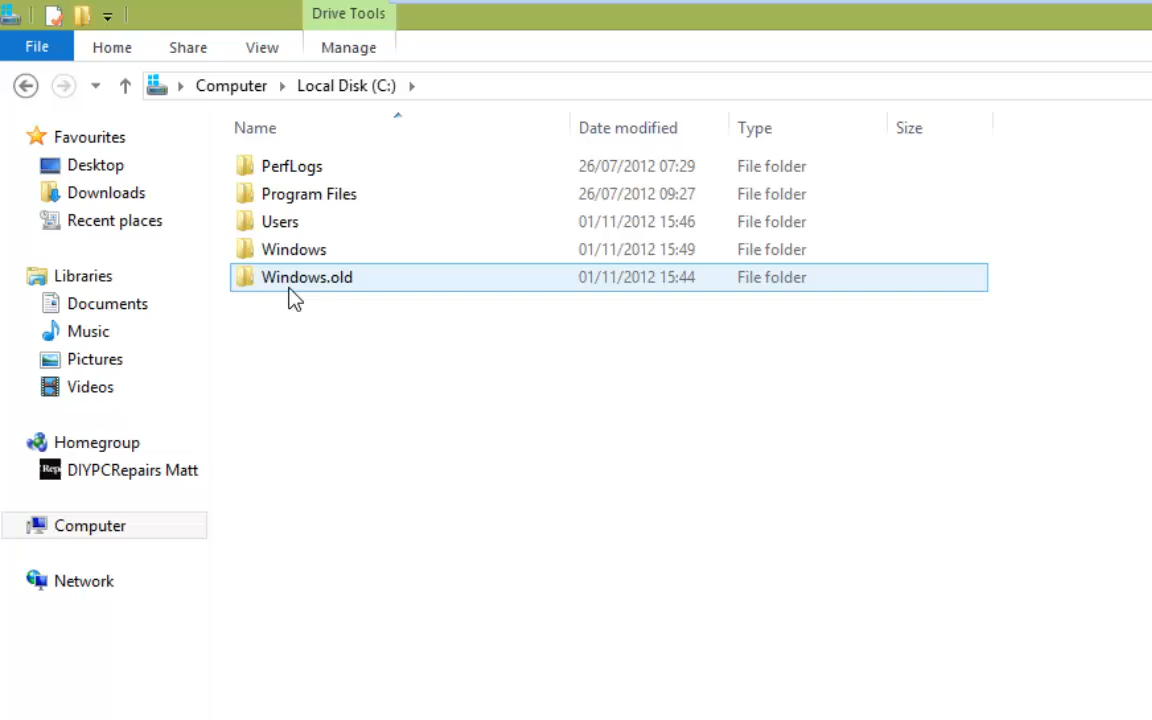 Drive Tools
File Home Share View Manage
Computer Local Disk (C:)
Name Date modified Type Size
Favourites
Desktop
Downloads
Recent places
Libraries
Documents
Music
Pictures
Videos
Homegroup
DIYPCRepairs Matt
Computer
Network
PerfLogs 26/07/2012 07:29 File folder
Program Files 26/07/2012 09:27 File folder
Users 01/11/2012 15:46 File folder
Windows 01/11/2012 15:49 File folder
Windows.old 01/11/2012 15:44 File folder